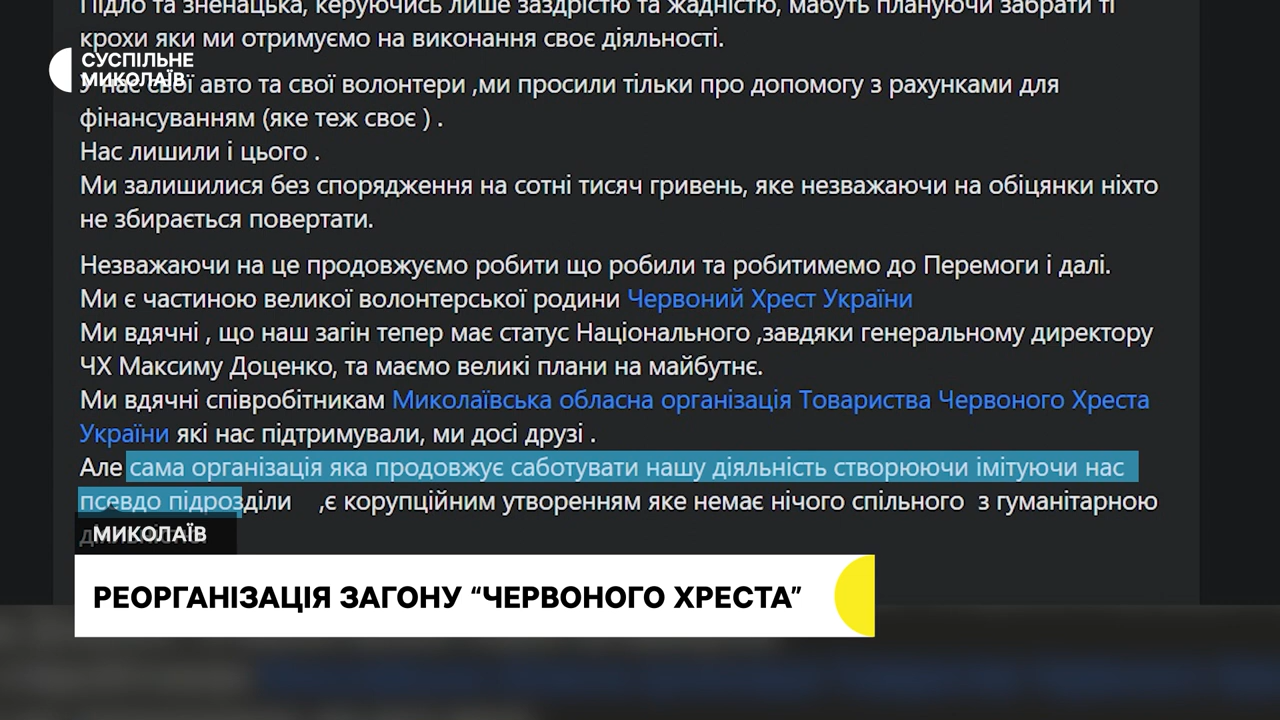 Підло та зненацька, керуючись лише заздрістю та жадністю, мабуть плануючи забрати ті
крохи яки ми отримуємо на виконання своє діяльності.
СУСПІЛЬНЕ
МИКОЛАЇВ
У нас свої авто та свої волонтери ,ми просили тільки про допомогу з рахунками для
фінансуванням (яке теж своє ) .
Нас лишили і цього .
Ми залишилися без спорядження на сотні тисяч гривень, яке незважаючи на обіцянки ніхто
не збирається повертати.
Незважаючи на це продовжуємо робити що робили та робитимемо до Перемоги і далі.
Ми є частиною великої волонтерської родини Червоний Хрест України
Ми вдячні , що наш загін тепер має статус Національного ,завдяки генеральному директору
ЧХ Максиму Доценко, та маємо великі плани на майбутнє.
Ми вдячні співробітникам Миколаївська обласна організація Товариства Червоного Хреста
України які нас підтримували, ми досі друзі .
Але сама організація яка продовжує саботувати нашу діяльність створюючи імітуючи нас
псевдо підрозділи ,є корупційним утворенням яке немає нічого спільного з гуманітарною
МИКОЛАЇВ
РЕОРГАНІЗАЦІЯ ЗАГОНУ “ЧЕРВОНОГО ХРЕСТА”